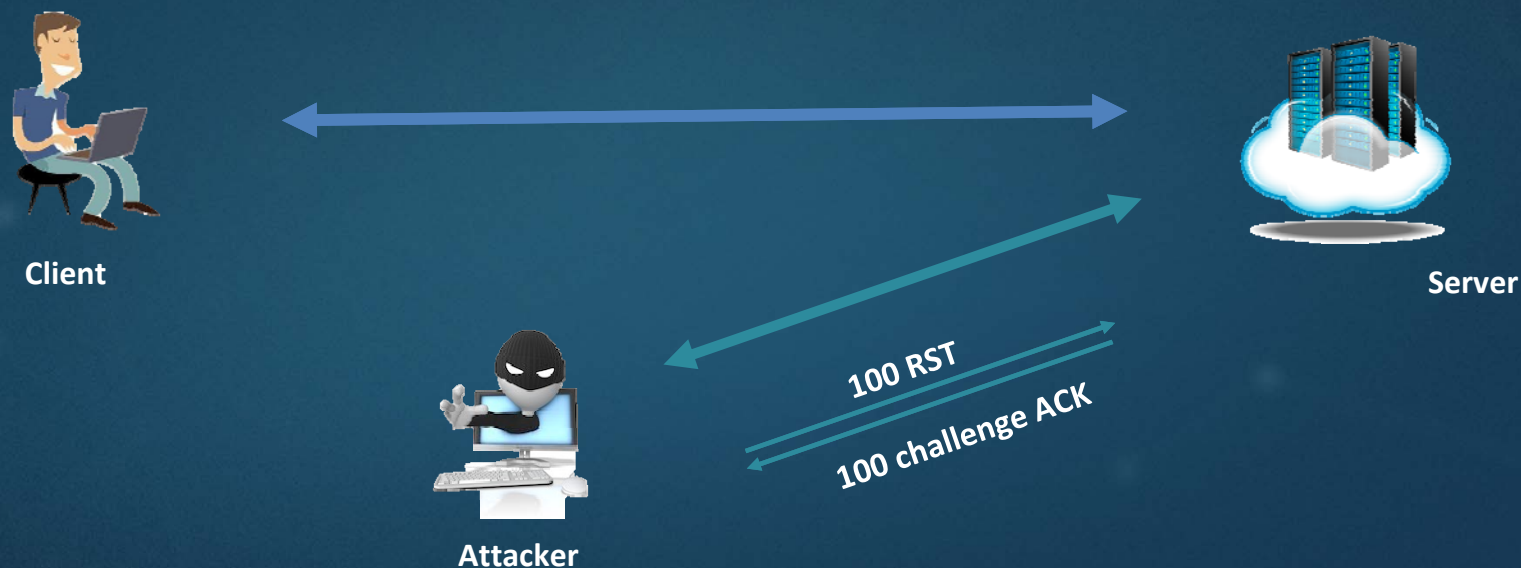 Client
Server
100 RST
100 challenge ACK
Attacker